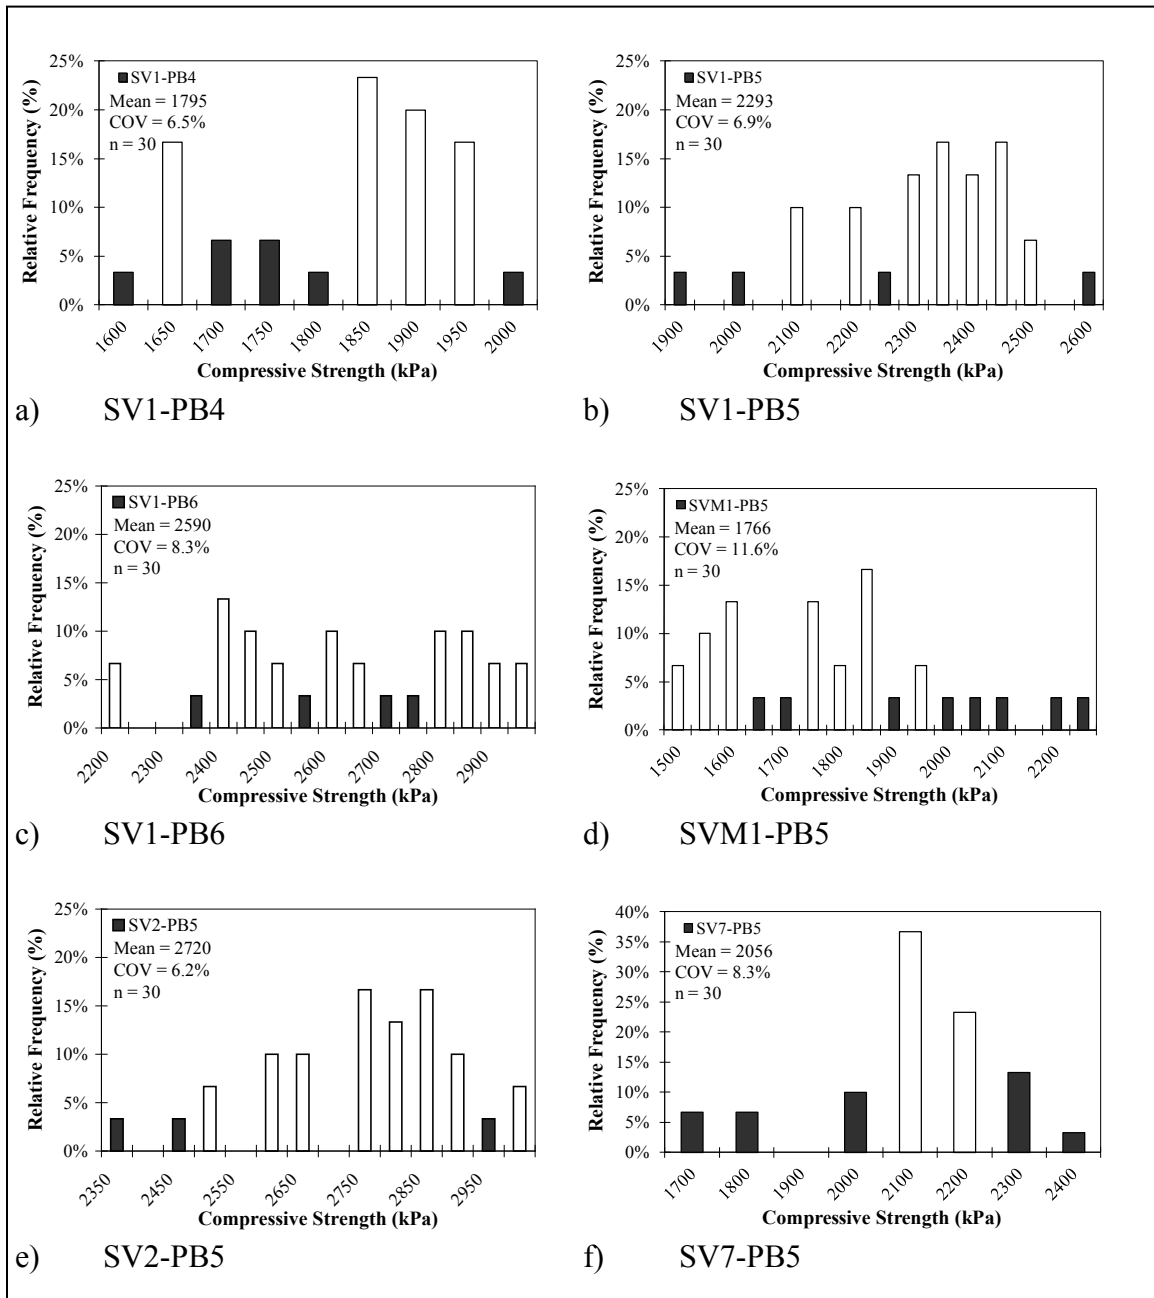 25%
20%
15%
10%
5%
0%
Relative Frequency (%)
SV1-PB4
Mean = 1795
COV = 6.5%
n = 30
1600 1650 1700 1750 1800 1850 1900 1950 2000
Compressive Strength (kPa)
a) SV1-PB4
25%
20%
15%
10%
5%
0%
Relative Frequency (%)
SV1-PB5
Mean = 2293
COV = 6.9%
n = 30
1900 2000 2100 2200 2300 2400 2500 2600
Compressive Strength (kPa)
b) SV1-PB5
25%
20%
15%
10%
5%
0%
Relative Frequency (%)
SV1-PB6
Mean = 2590
COV = 8.3%
n = 30
2200 2300 2400 2500 2600 2700 2800 2900
Compressive Strength (kPa)
c) SV1-PB6
25%
20%
15%
10%
5%
0%
Relative Frequency (%)
SVM1-PB5
Mean = 1766
COV = 11.6%
n = 30
1500 1600 1700 1800 1900 2000 2100 2200
Compressive Strength (kPa)
d) SVM1-PB5
25%
20%
15%
10%
5%
0%
Relative Frequency (%)
SV2-PB5
Mean = 2720
COV = 6.2%
n = 30
2350 2450 2550 2650 2750 2850 2950
Compressive Strength (kPa)
e) SV2-PB5
40%
35%
30%
25%
20%
15%
10%
5%
0%
Relative Frequency (%)
SV7-PB5
Mean = 2056
COV = 8.3%
n = 30
1700 1800 1900 2000 2100 2200 2300 2400
Compressive Strength (kPa)
f) SV7-PB5